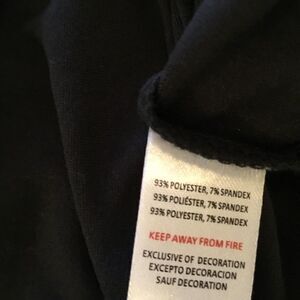 93% POLYESTER, 7% SPANDEX
93% POLIÉSTER, 7% SPANDEX
93% POLYESTER, 7% SPANDEX
KEEP AWAY FROM FIRE
EXCLUSIVE OF DECORATION
EXCEPTO DECORACION
SAUF DECORATION